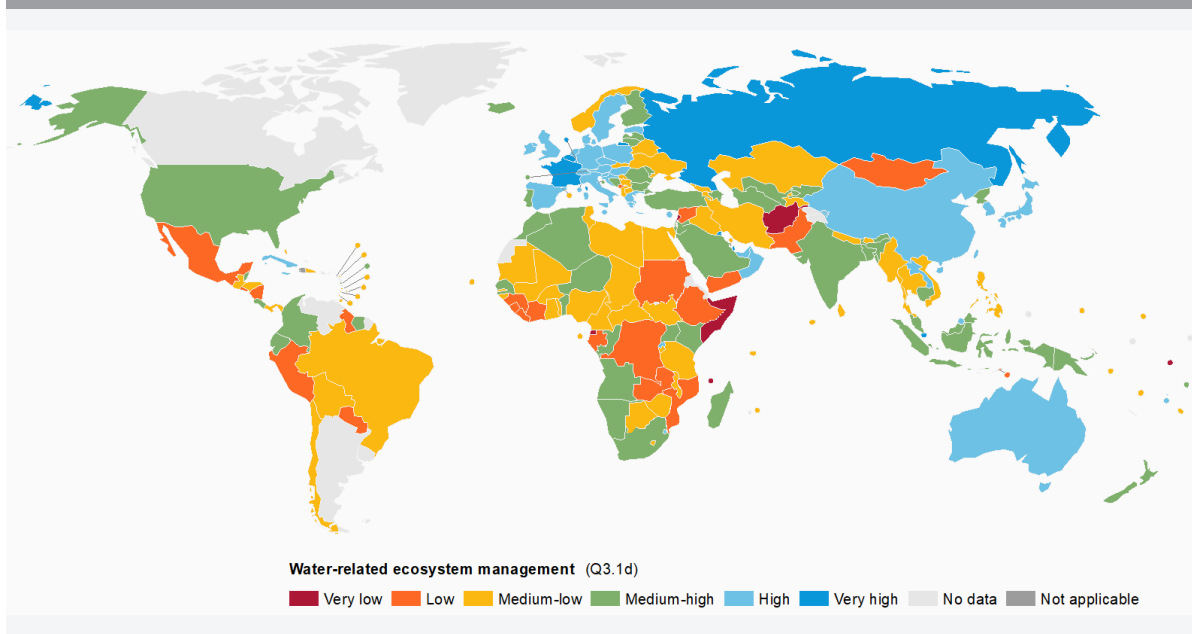 Water-related ecosystem management (Q3.1d)
Very low Low Medium-low Medium-high High Very high No data Not applicable